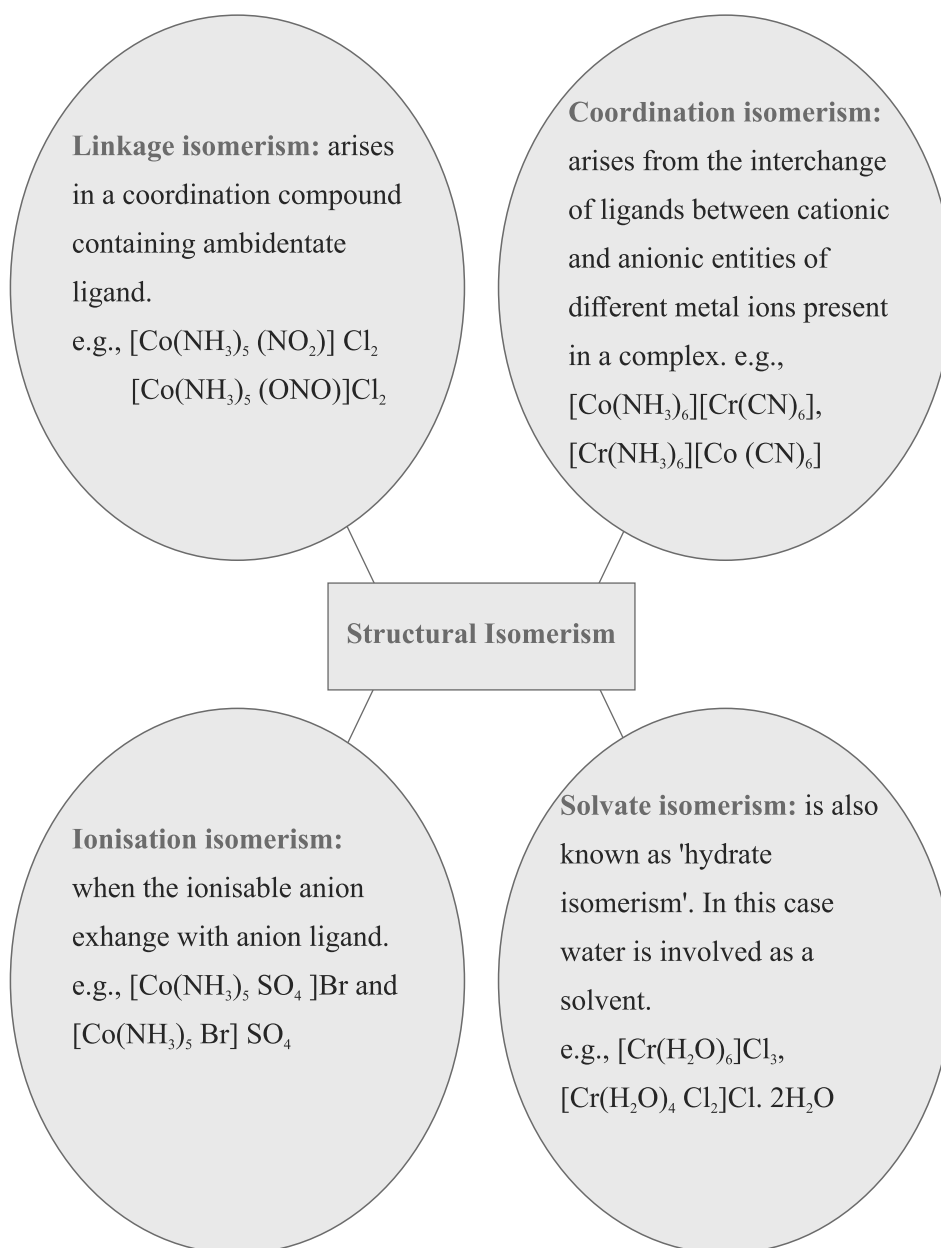 Linkage isomerism: arises
in a coordination compound
containing ambidentate
ligand.
e.g., [Co(NH₃)₅ (NO₂)] Cl₂
[Co(NH₃)₅ (ONO)]Cl₂
Coordination isomerism:
arises from the interchange
of ligands between cationic
and anionic entities of
different metal ions present
in a complex. e.g.,
[Co(NH₃)₆][Cr(CN)₆],
[Cr(NH₃)₆][Co (CN)₆]
Structural Isomerism
Ionisation isomerism:
when the ionisable anion
exhange with anion ligand.
e.g., [Co(NH₃)₅ SO₄ ]Br and
[Co(NH₃)₅ Br] SO₄
Solvate isomerism: is also
known as 'hydrate
isomerism'. In this case
water is involved as a
solvent.
e.g., [Cr(H₂O)₆]Cl₃,
[Cr(H₂O)₄ Cl₂]Cl. 2H₂O